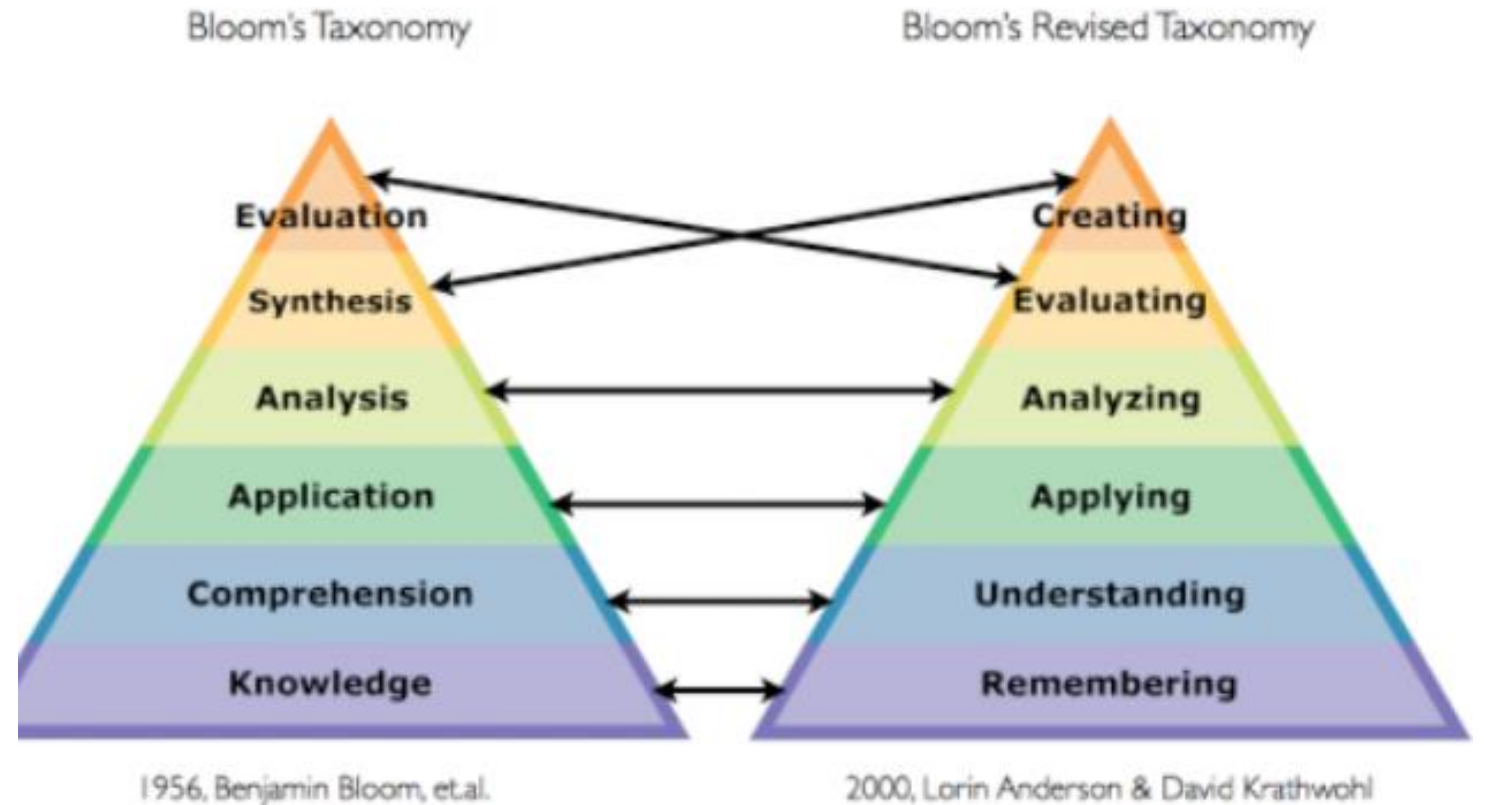 Bloom's Taxonomy
Evaluation
Synthesis
Analysis
Application
Comprehension
Knowledge
1956, Benjamin Bloom, et.al.
Bloom's Revised Taxonomy
Creating
Evaluating
Analyzing
Applying
Understanding
Remembering
2000, Lorin Anderson & David Krathwohl